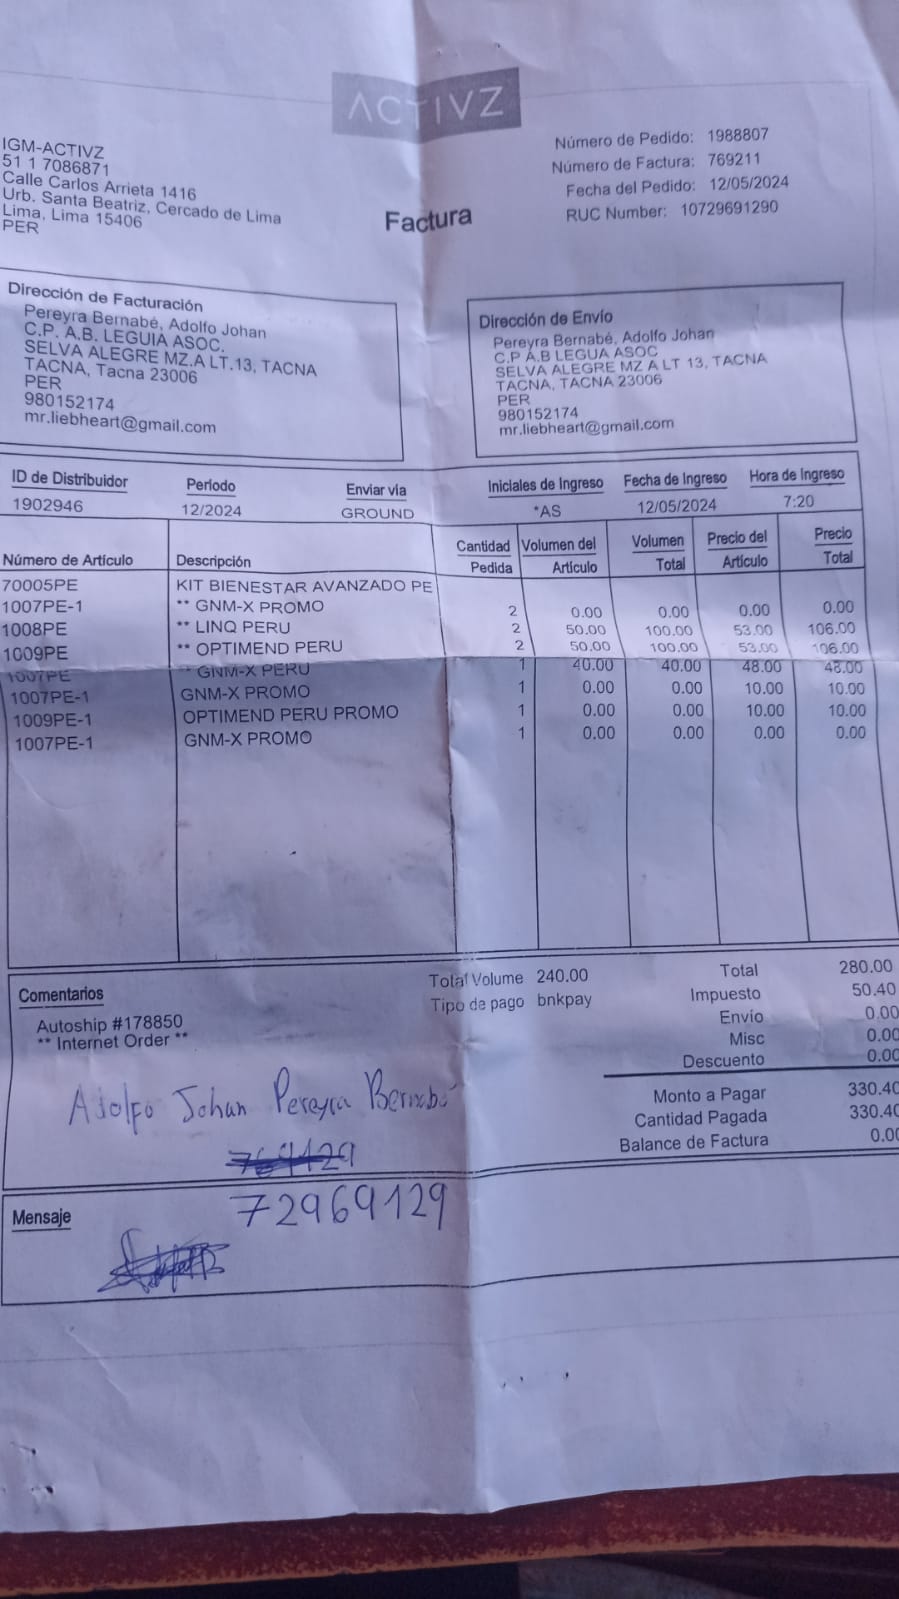 ACTIVZ
IGM-ACTIVZ
51 1 7086871
Calle Carlos Arrieta 1416
Urb. Santa Beatriz, Cercado de Lima
Lima, Lima 15406
PER
Factura
Número de Pedido: 1988807
Número de Factura: 769211
Fecha del Pedido: 12/05/2024
RUC Number: 10729691290
Dirección de Facturación
Pereyra Bernabé, Adolfo Johan
C.P. A.B. LEGUIA ASOC.
SELVA ALEGRE MZ.A LT.13, TACNA
TACNA, Tacna 23006
PER
980152174
mr.liebheart@gmail.com
Dirección de Envío
Pereyra Bernabé, Adolfo Johan
C.P A.B LEGUA ASOC
SELVA ALEGRE MZ A LT 13, TACNA
TACNA, TACNA 23006
PER
980152174
mr.liebheart@gmail.com
ID de Distribuidor Periodo Enviar vía Iniciales de Ingreso Fecha de Ingreso Hora de Ingreso
1902946 12/2024 GROUND *AS 12/05/2024 7:20
Número de Artículo Descripción Cantidad Pedida Volumen del Artículo Volumen Total Precio del Artículo Precio Total
70005PE KIT BIENESTAR AVANZADO PE
1007PE-1 ** GNM-X PROMO 2 0.00 0.00 0.00 0.00
1008PE ** LINQ PERU 2 50.00 100.00 53.00 106.00
1009PE ** OPTIMEND PERU 2 50.00 100.00 53.00 106.00
1007PE ** GNM-X PERU 1 40.00 40.00 48.00 48.00
1007PE-1 GNM-X PROMO 1 0.00 0.00 10.00 10.00
1009PE-1 OPTIMEND PERU PROMO 1 0.00 0.00 10.00 10.00
1007PE-1 GNM-X PROMO 1 0.00 0.00 0.00 0.00
Comentarios
Autoship #178850
** Internet Order **
Total Volume 240.00
Tipo de pago bnkpay
Total 280.00
Impuesto 50.40
Envío 0.00
Misc 0.00
Descuento 0.00
Monto a Pagar 330.40
Cantidad Pagada 330.40
Balance de Factura 0.00
Adolfo Johan Pereyra Bernabé
72969129
Mensaje